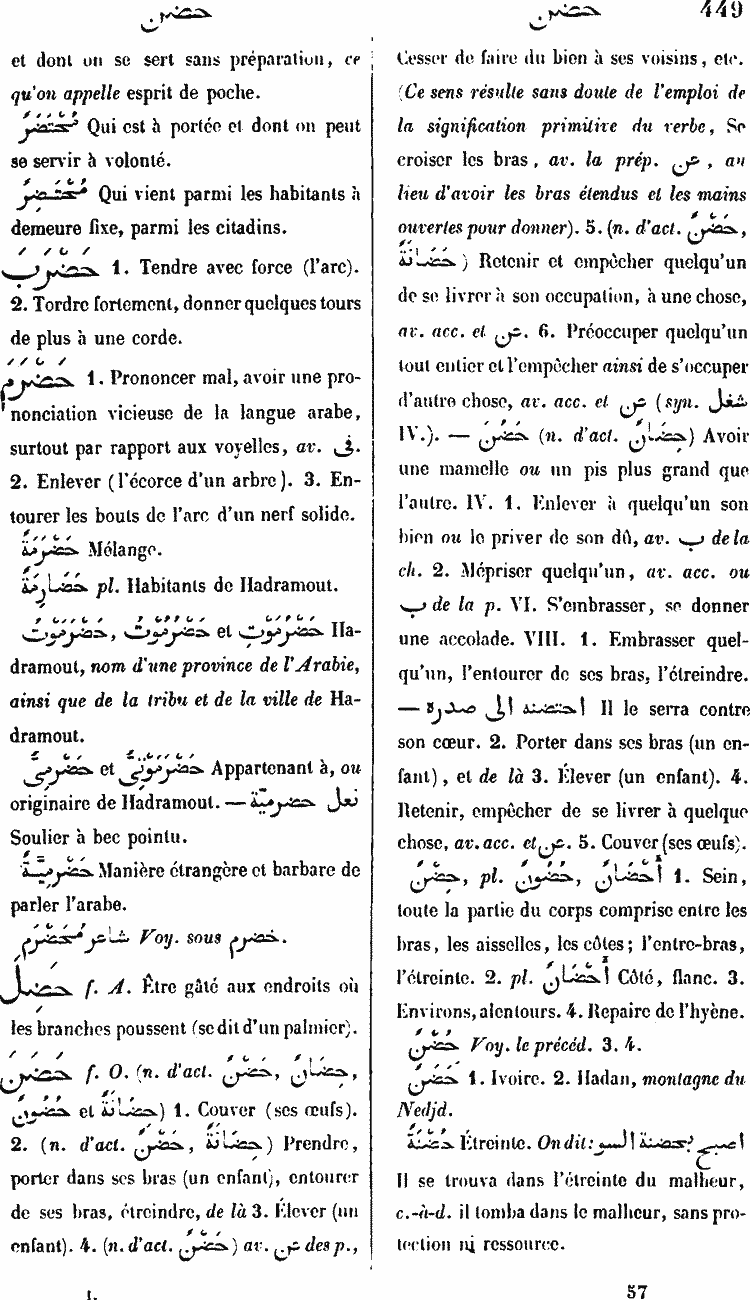 حضن
حضن 449
et dont on se sert sans préparation, ce
qu'on appelle esprit de poche.
مُحْتَضَرٌ Qui est à portée et dont on peut
se servir à volonté.
مُحْتَضِرٌ Qui vient parmi les habitants à
demeure fixe, parmi les citadins.
حَضْرَبَ 1. Tendre avec force (l'arc).
2. Tordre fortement, donner quelques tours
de plus à une corde.
حَضْرَمَ 1. Prononcer mal, avoir une pro-
nonciation vicieuse de la langue arabe,
surtout par rapport aux voyelles, av. فى.
2. Enlever (l'écorce d'un arbre). 3. En-
tourer les bouts de l'arc d'un nerf solide.
حَضْرَمَةٌ Mélange.
حَضَارِمَةٌ pl. Habitants de Hadramout.
حَضْرَمَوْتُ, حَضْرَمُوتُ et حَضْرَمَوْتِ Ha-
dramout, nom d'une province de l'Arabie,
ainsi que de la tribu et de la ville de Ha-
dramout.
حَضْرَمَوْتِىٌّ et حَضْرَمِىٌّ Appartenant à, ou
originaire de Hadramout. — نعل حضرميّة
Soulier à bec pointu.
حَضْرَمِيَّةٌ Manière étrangère et barbare de
parler l'arabe.
شاعر مُحَضْرَمٌ Voy. sous خضرم.
حَضِلَ f. A. Être gâté aux endroits où
les branches poussent (se dit d'un palmier).
حَضَنَ f. O. (n. d'act. حَضْنٌ, حِضَانٌ,
حُضُونٌ et حِضَانَةٌ) 1. Couver (ses œufs).
2. (n. d'act. حَضْنٌ, حِضَانَةٌ) Prendre,
porter dans ses bras (un enfant), entourer
de ses bras, étreindre, de là 3. Élever (un
enfant). 4. (n. d'act. حَضْنٌ) av. عن des p.,
I.
Cesser de faire du bien à ses voisins, etc.
(Ce sens résulte sans doute de l'emploi de
la signification primitive du verbe, Se
croiser les bras, av. la prép. عن, au
lieu d'avoir les bras étendus et les mains
ouvertes pour donner). 5. (n. d'act. حَضْنٌ,
حَضَانَةٌ) Retenir et empêcher quelqu'un
de se livrer à son occupation, à une chose,
av. acc. et عن. 6. Préoccuper quelqu'un
tout entier et l'empêcher ainsi de s'occuper
d'autre chose, av. acc. et عن (syn. شغل
IV.). — حَضُنَ (n. d'act. حِضَانٌ) Avoir
une mamelle ou un pis plus grand que
l'autre. IV. 1. Enlever à quelqu'un son
bien ou le priver de son dû, av. ب de la
ch. 2. Mépriser quelqu'un, av. acc. ou
ب de la p. VI. S'embrasser, se donner
une accolade. VIII. 1. Embrasser quel-
qu'un, l'entourer de ses bras, l'étreindre.
— احتضنه الى صدره Il le serra contre
son cœur. 2. Porter dans ses bras (un en-
fant), et de là 3. Élever (un enfant). 4.
Retenir, empêcher de se livrer à quelque
chose, av. acc. et عن. 5. Couver (ses œufs).
حِضْنٌ, pl. حُضُونٌ, أَحْضَانٌ 1. Sein,
toute la partie du corps comprise entre les
bras, les aisselles, les côtes; l'entre-bras,
l'étreinte. 2. pl. أَحْضَانٌ Côté, flanc. 3.
Environs, alentours. 4. Repaire de l'hyène.
حُضْنٌ Voy. le précéd. 3. 4.
حَضَنٌ 1. Ivoire. 2. Hadan, montagne du
Nedjd.
حَضْنَةٌ Étreinte. On dit: اصبح بحضنة السو
Il se trouva dans l'étreinte du malheur,
c.-à-d. il tomba dans le malheur, sans pro-
tection ni ressource.
57